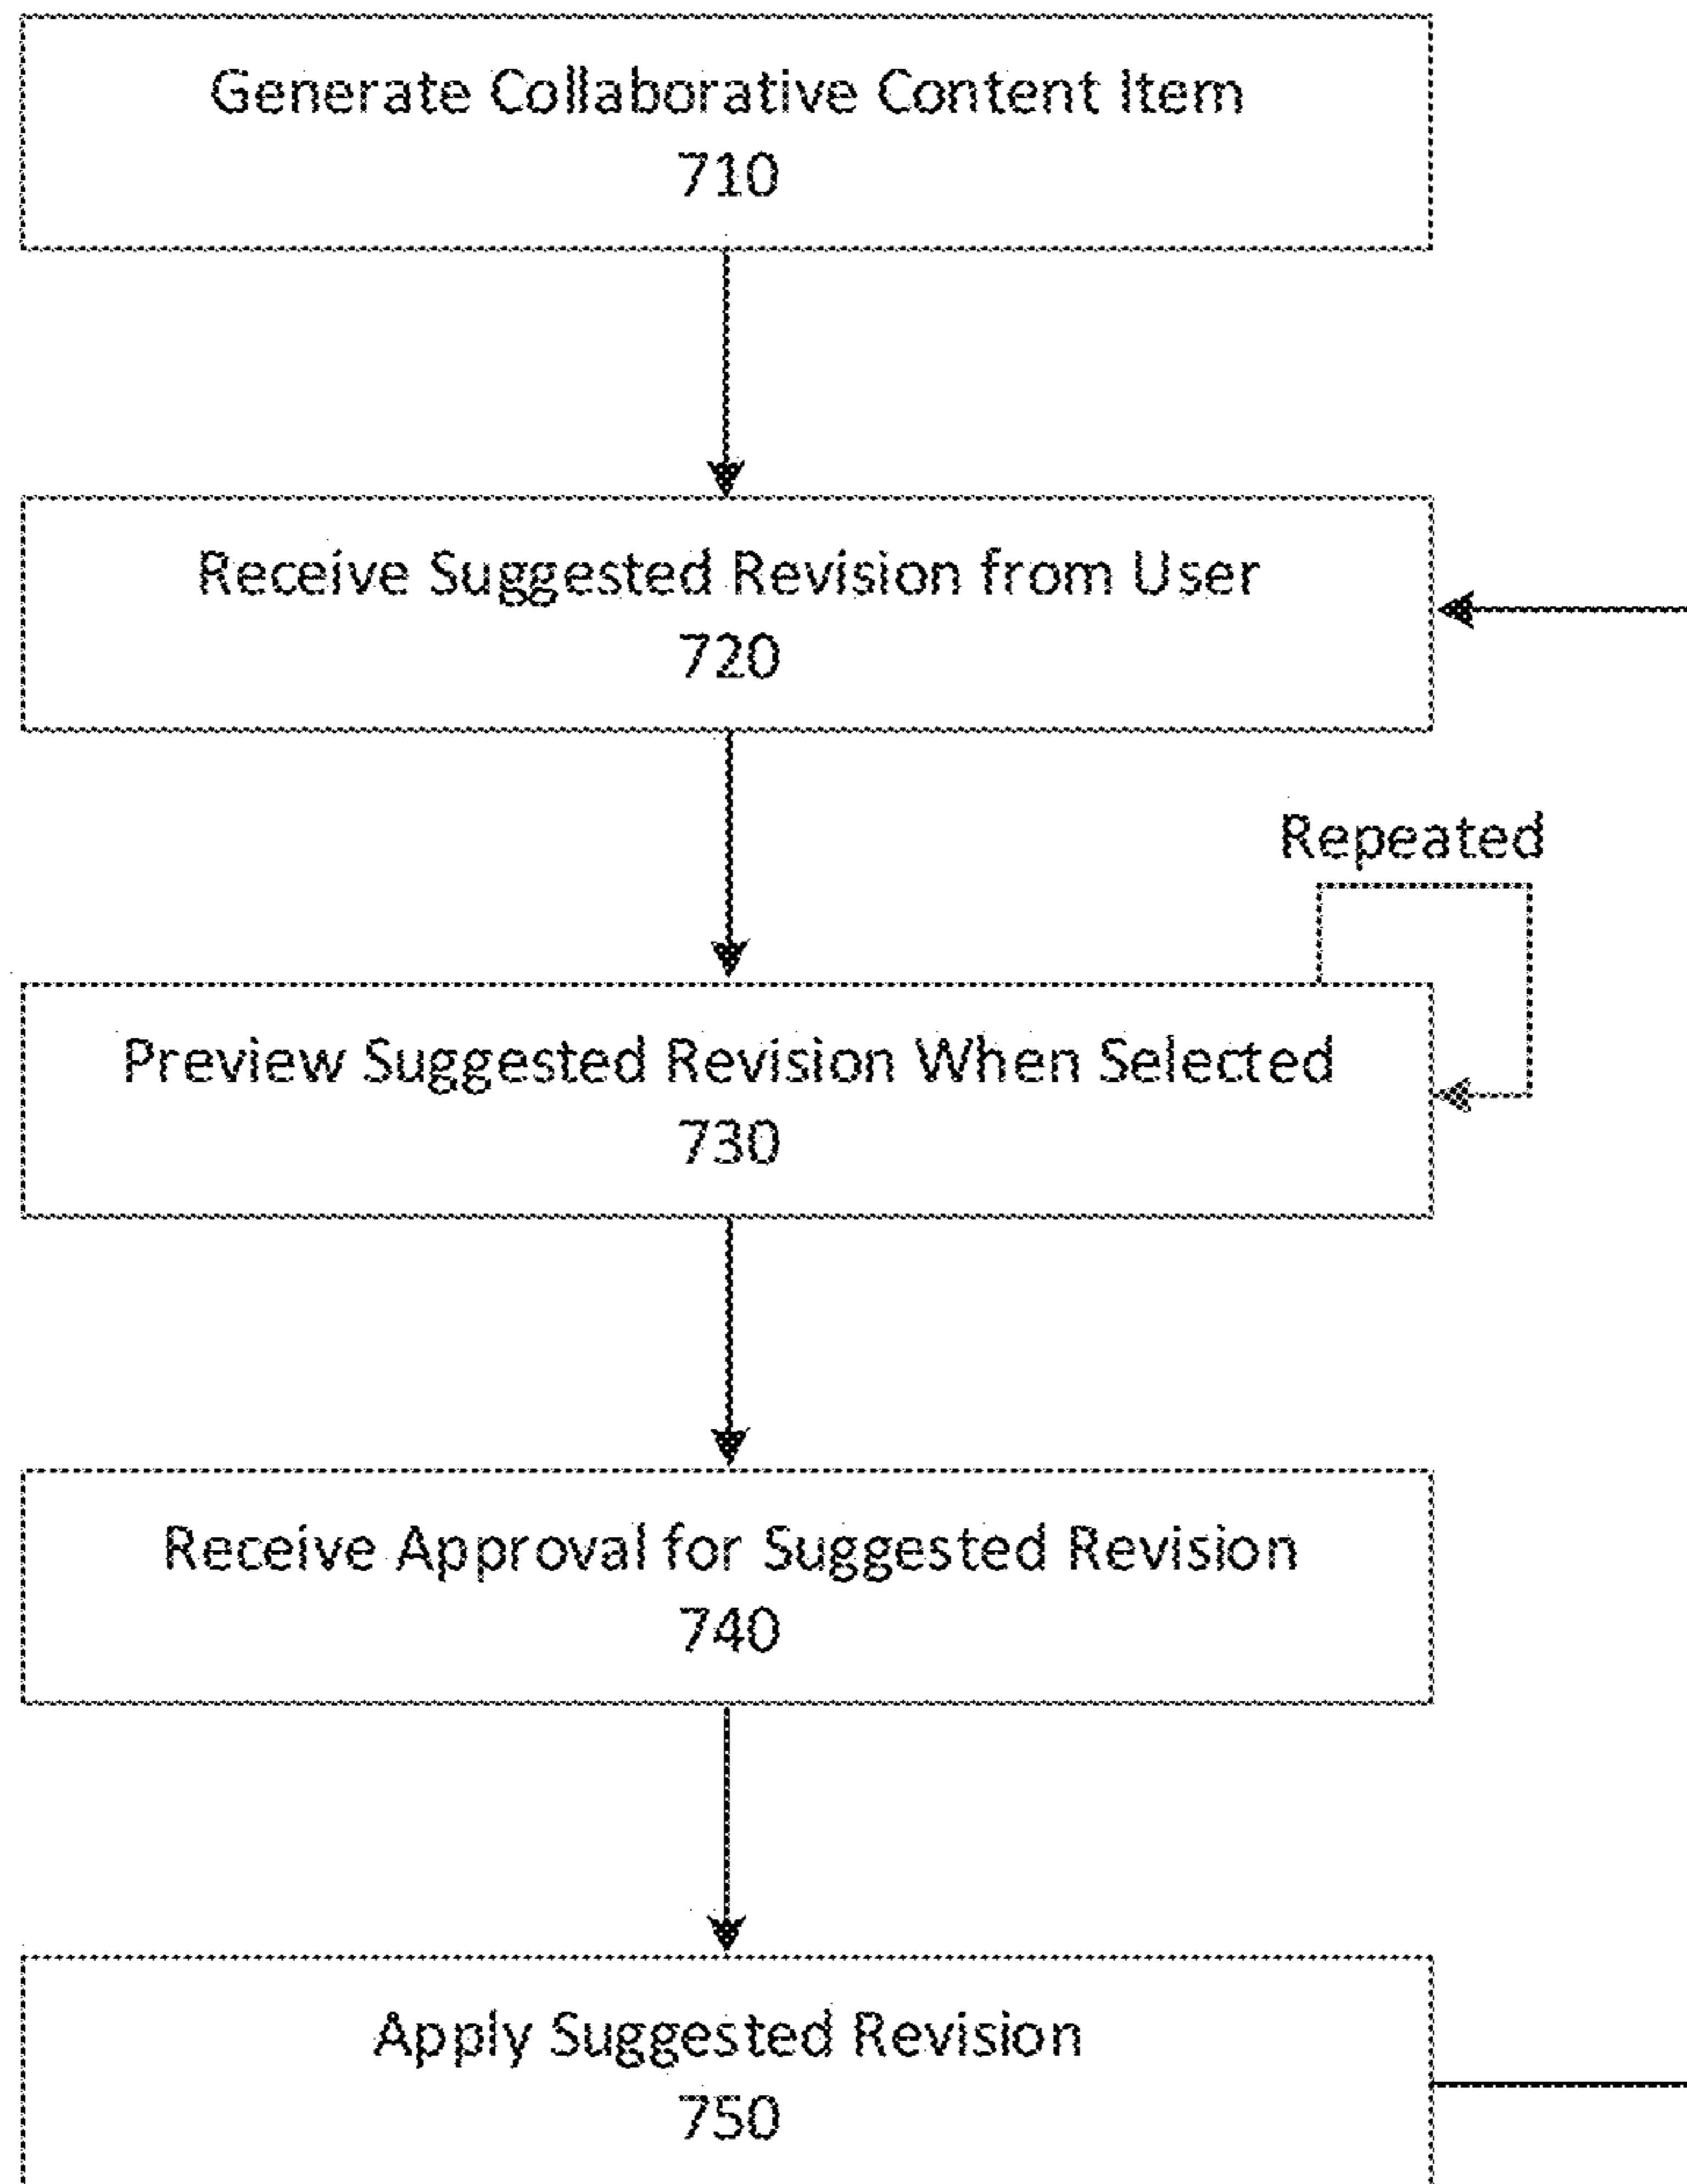 Generate Collaborative Content Item
710
Receive Suggested Revision from User
720
Repeated
Preview Suggested Revision When Selected
730
Receive Approval for Suggested Revision
740
Apply Suggested Revision
750